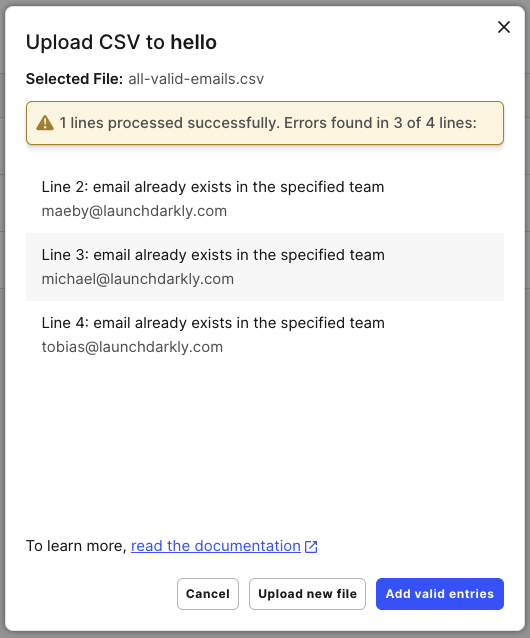 Upload CSV to hello
Selected File: all-valid-emails.csv
1 lines processed successfully. Errors found in 3 of 4 lines:
Line 2: email already exists in the specified team
maeby@launchdarkly.com
Line 3: email already exists in the specified team
michael@launchdarkly.com
Line 4: email already exists in the specified team
tobias@launchdarkly.com
To learn more, read the documentation
Cancel Upload new file Add valid entries